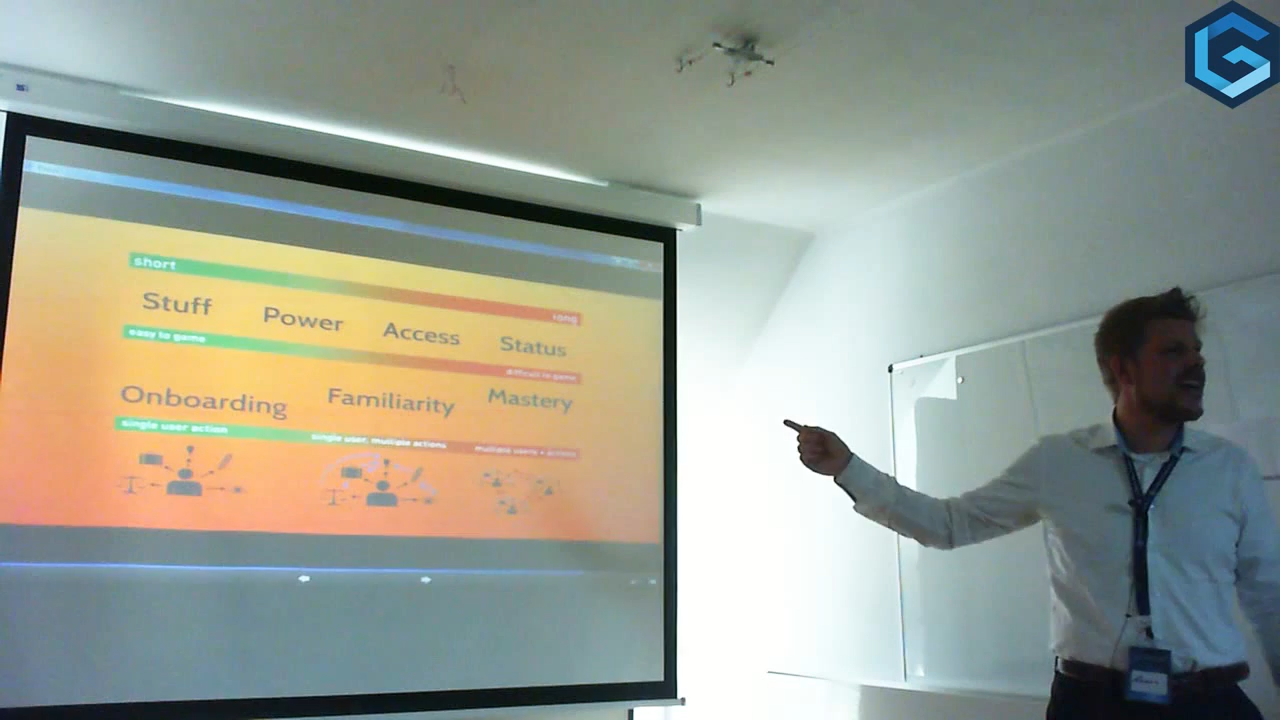 short
long
Stuff Power Access Status
easy to game
difficult to game
Onboarding Familiarity Mastery
single user action
single user, multiple actions
multiple users + actions